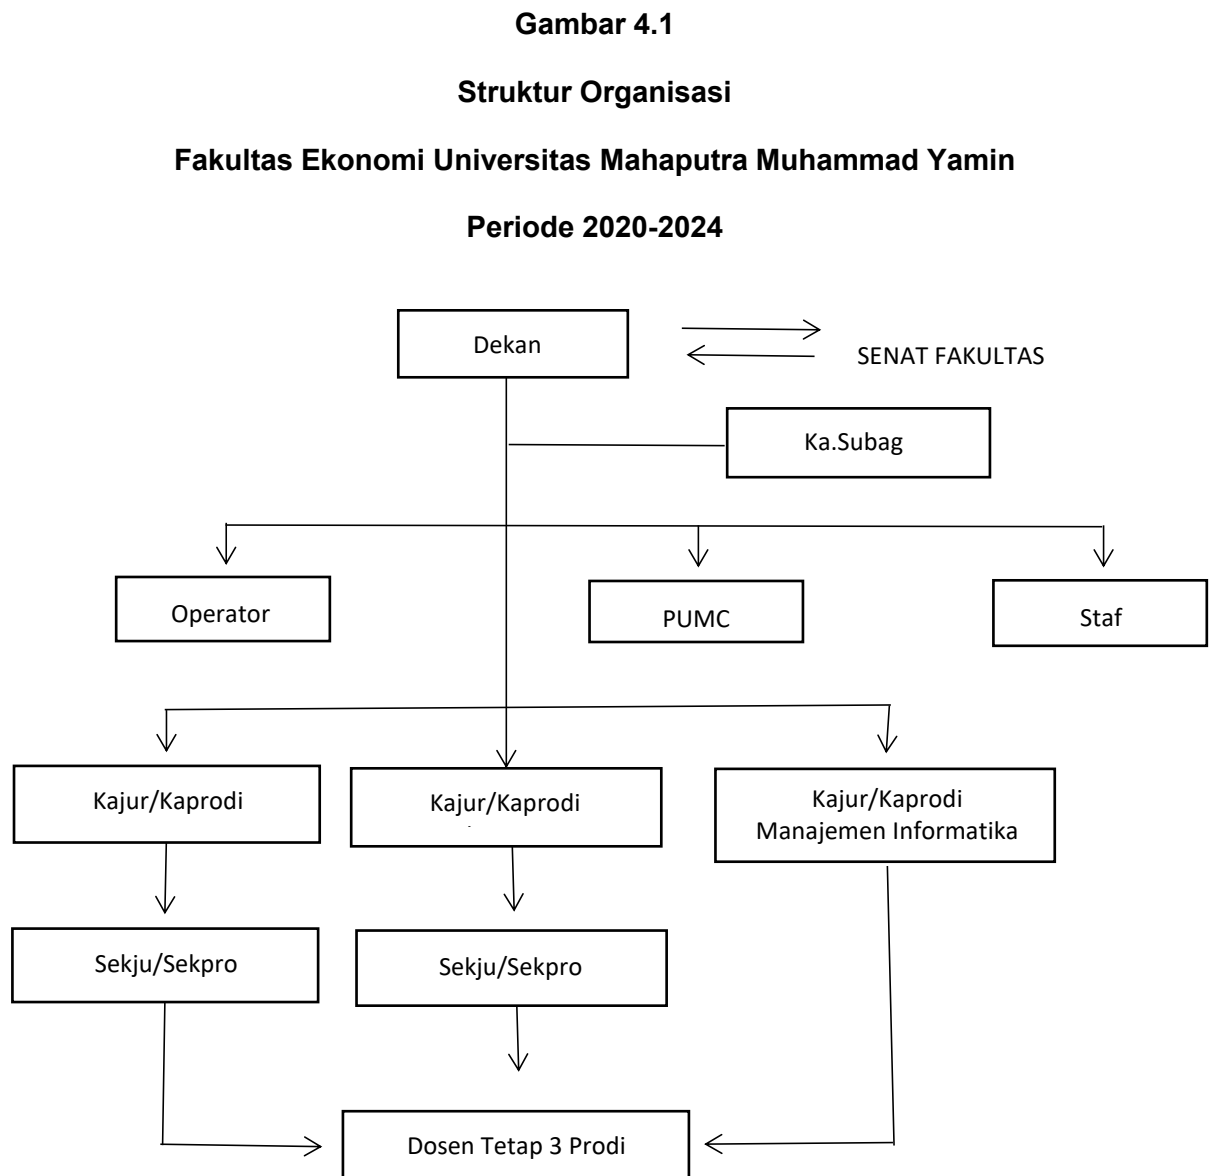 Gambar 4.1
Struktur Organisasi
Fakultas Ekonomi Universitas Mahaputra Muhammad Yamin
Periode 2020-2024
Dekan
SENAT FAKULTAS
Ka.Subag
Operator
PUMC
Staf
Kajur/Kaprodi
Kajur/Kaprodi
Kajur/Kaprodi
Manajemen Informatika
Sekju/Sekpro
Sekju/Sekpro
Dosen Tetap 3 Prodi